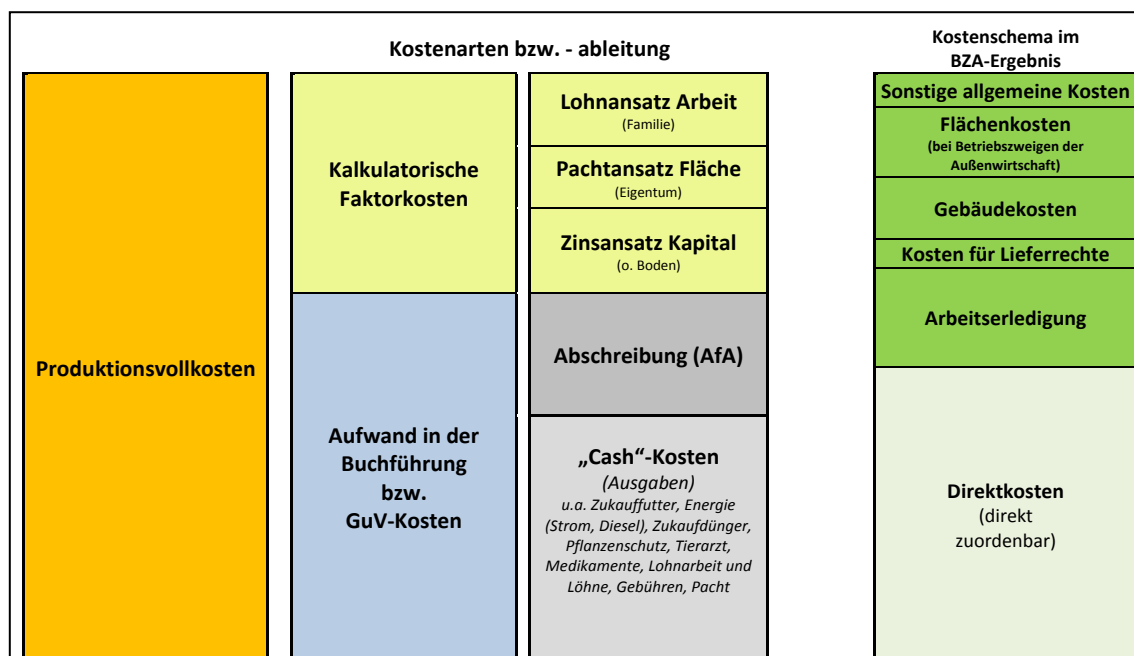 Kostenarten bzw. - ableitung
Kostenschema im
BZA-Ergebnis
Produktionsvollkosten
Kalkulatorische
Faktorkosten
Aufwand in der
Buchführung
bzw.
GuV-Kosten
Lohnansatz Arbeit
(Familie)
Pachtansatz Fläche
(Eigentum)
Zinsansatz Kapital
(o. Boden)
Abschreibung (AfA)
„Cash“-Kosten
(Ausgaben)
u.a. Zukauffutter, Energie
(Strom, Diesel), Zukaufdünger,
Pflanzenschutz, Tierarzt,
Medikamente, Lohnarbeit und
Löhne, Gebühren, Pacht
Sonstige allgemeine Kosten
Flächenkosten
(bei Betriebszweigen der
Außenwirtschaft)
Gebäudekosten
Kosten für Lieferrechte
Arbeitserledigung
Direktkosten
(direkt
zuordenbar)